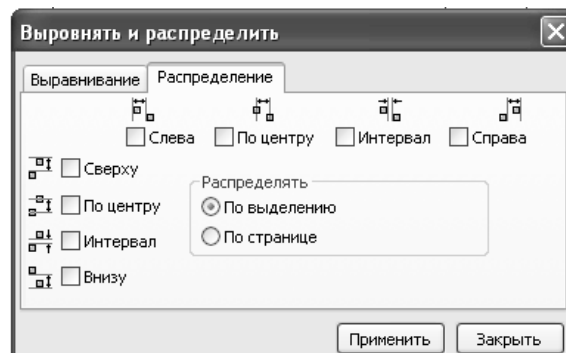 Выровнять и распределить
Выравнивание Распределение
Слева По центру Интервал Справа
Сверху
По центру
Интервал
Внизу
Распределять
По выделению
По странице
Применить Закрыть